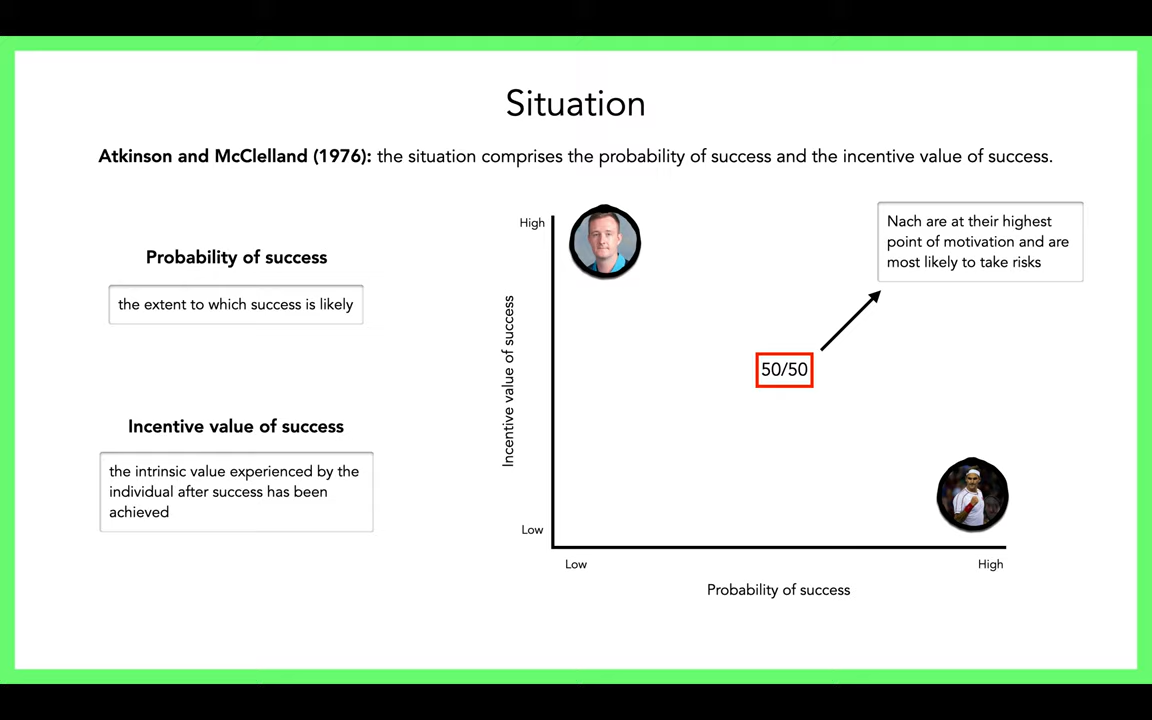 Situation
Atkinson and McClelland (1976): the situation comprises the probability of success and the incentive value of success.
Probability of success
the extent to which success is likely
Incentive value of success
the intrinsic value experienced by the
individual after success has been
achieved
High
Incentive value of success
Low
Low
High
Probability of success
50/50
Nach are at their highest
point of motivation and are
most likely to take risks